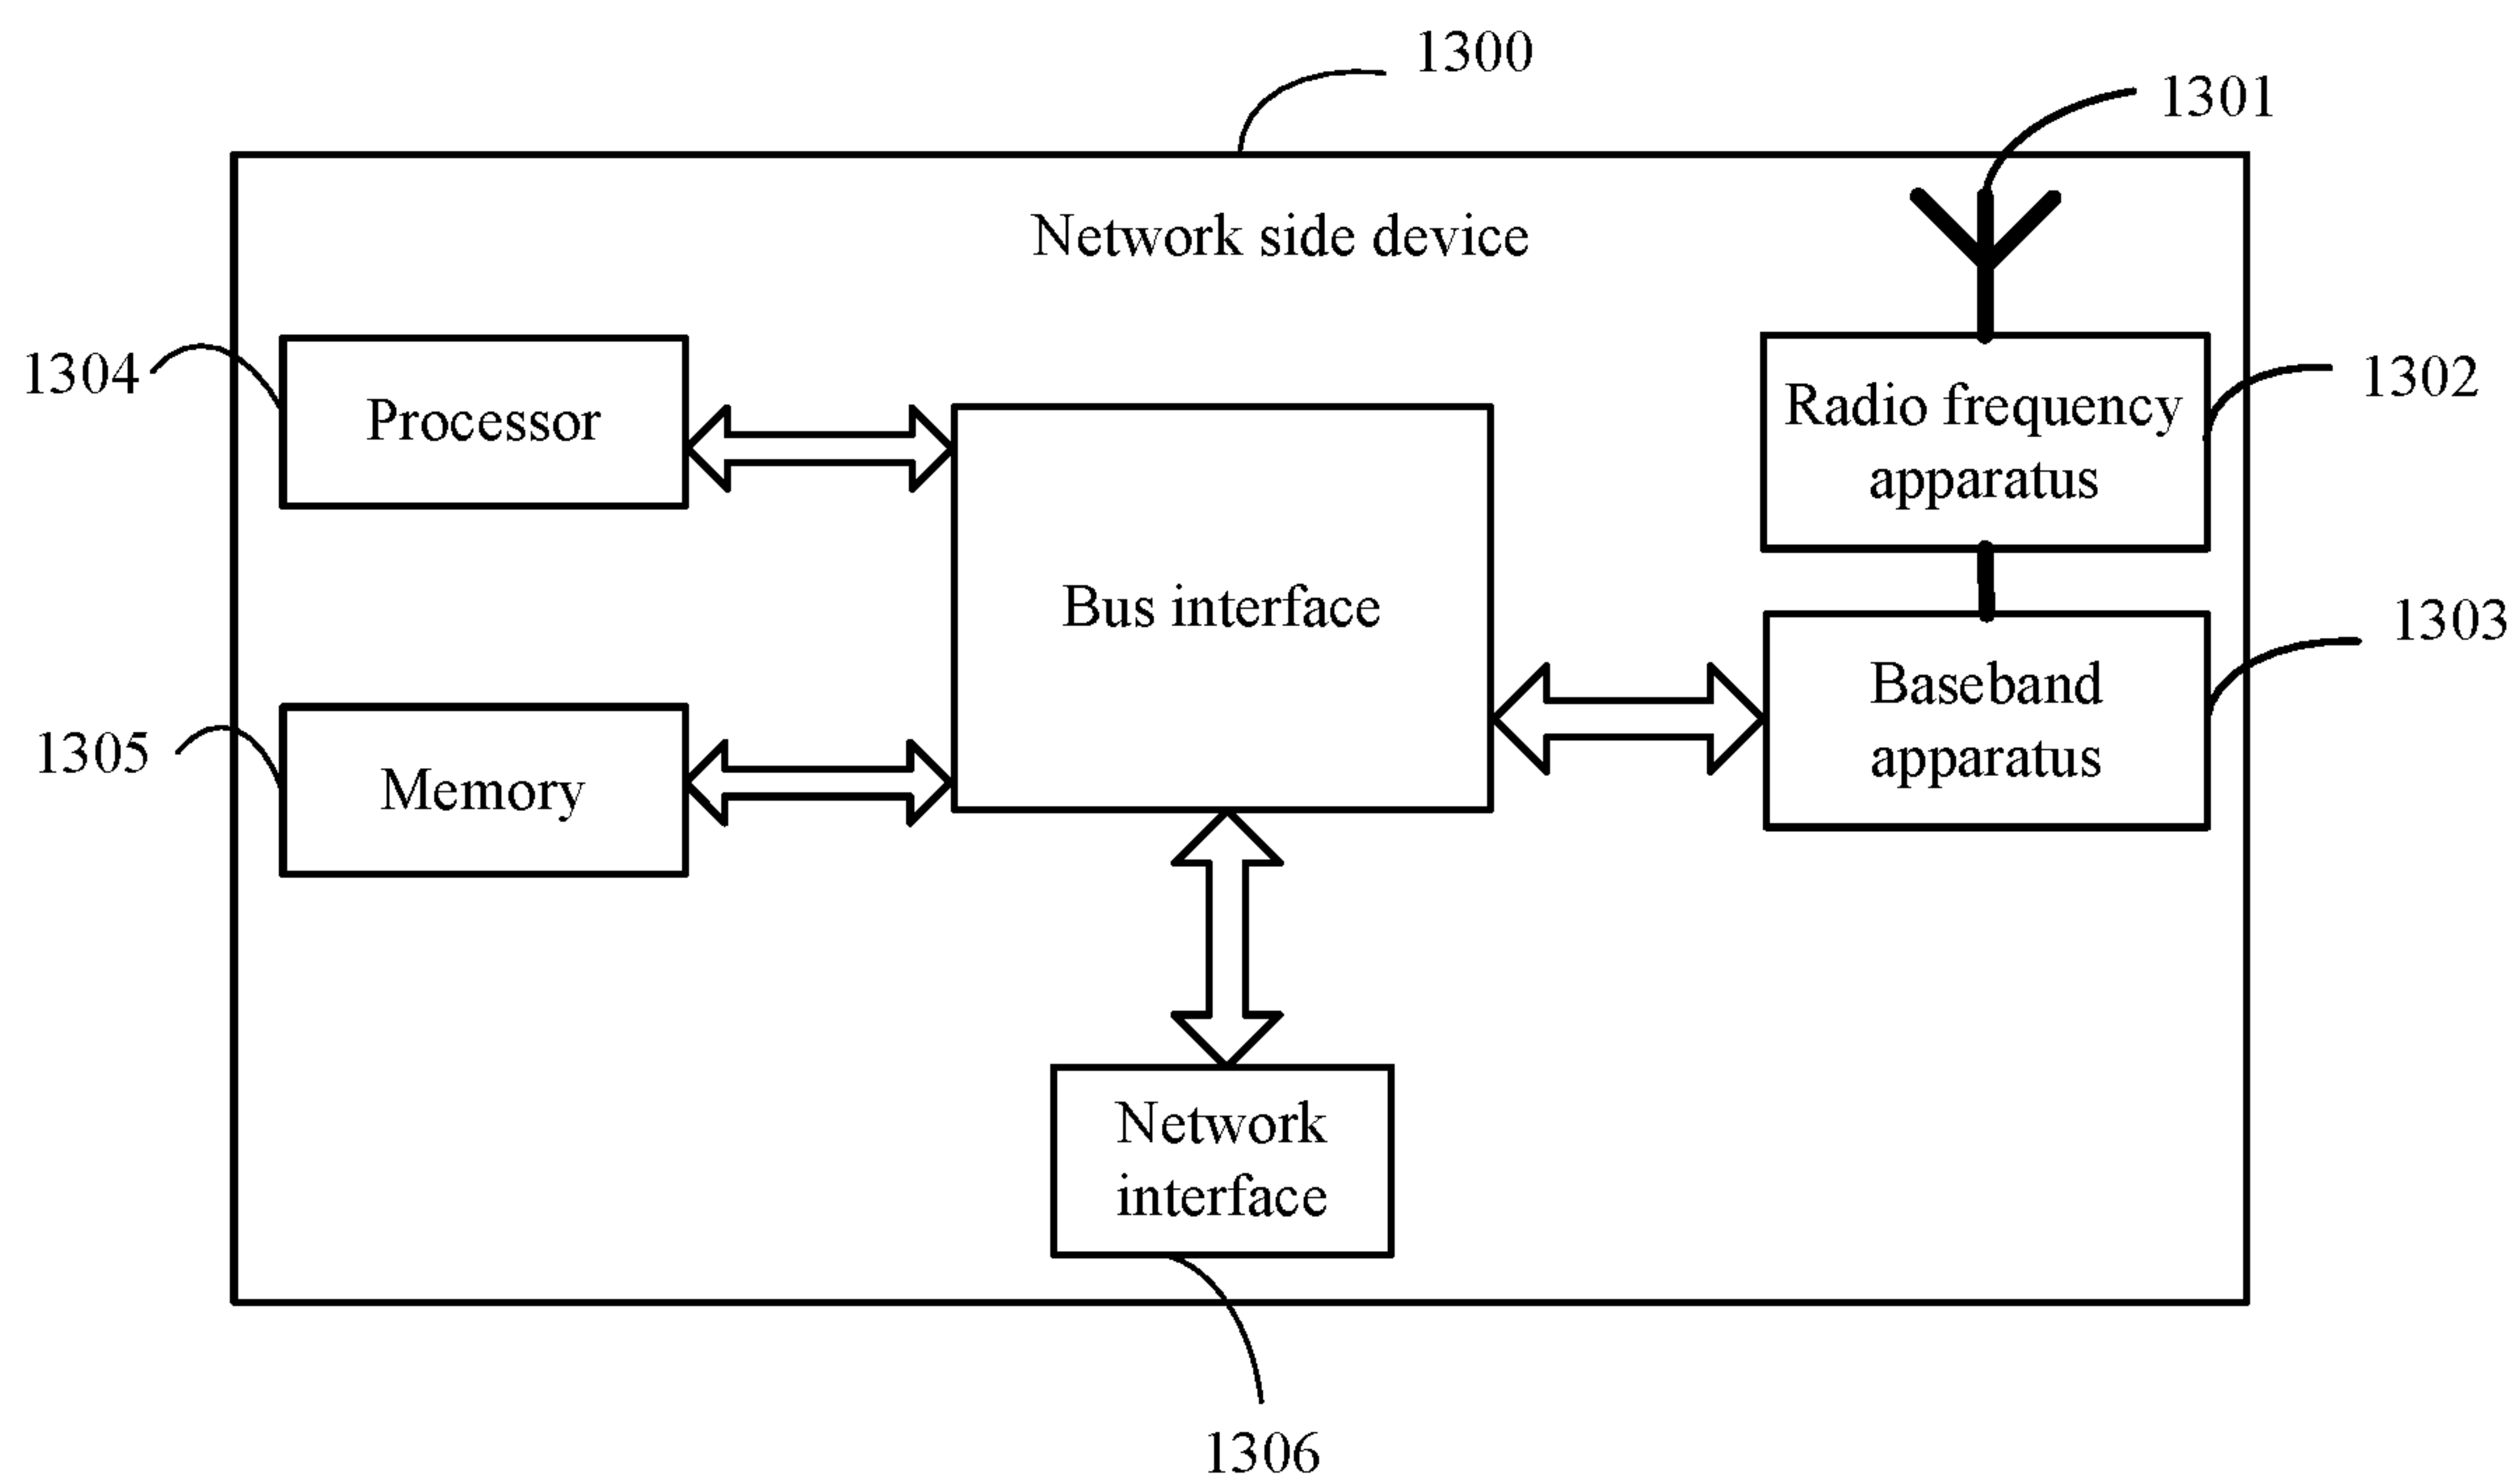 1300
1301
Network side device
1304
Processor
Radio frequency
apparatus
1302
Bus interface
1303
Baseband
apparatus
1305
Memory
Network
interface
1306